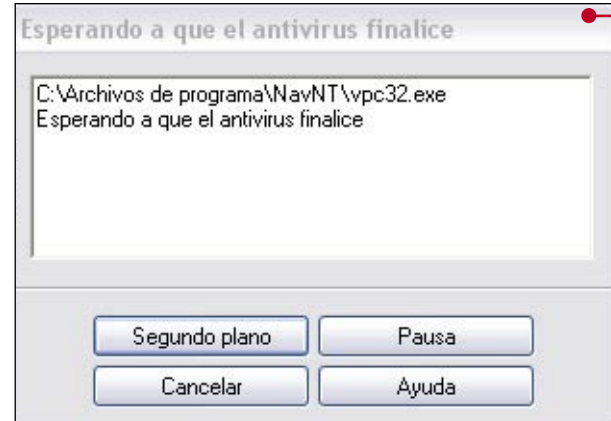 Esperando a que el antivirus finalice
C:\Archivos de programa\NavNT\vpc32.exe
Esperando a que el antivirus finalice
Segundo plano
Pausa
Cancelar
Ayuda